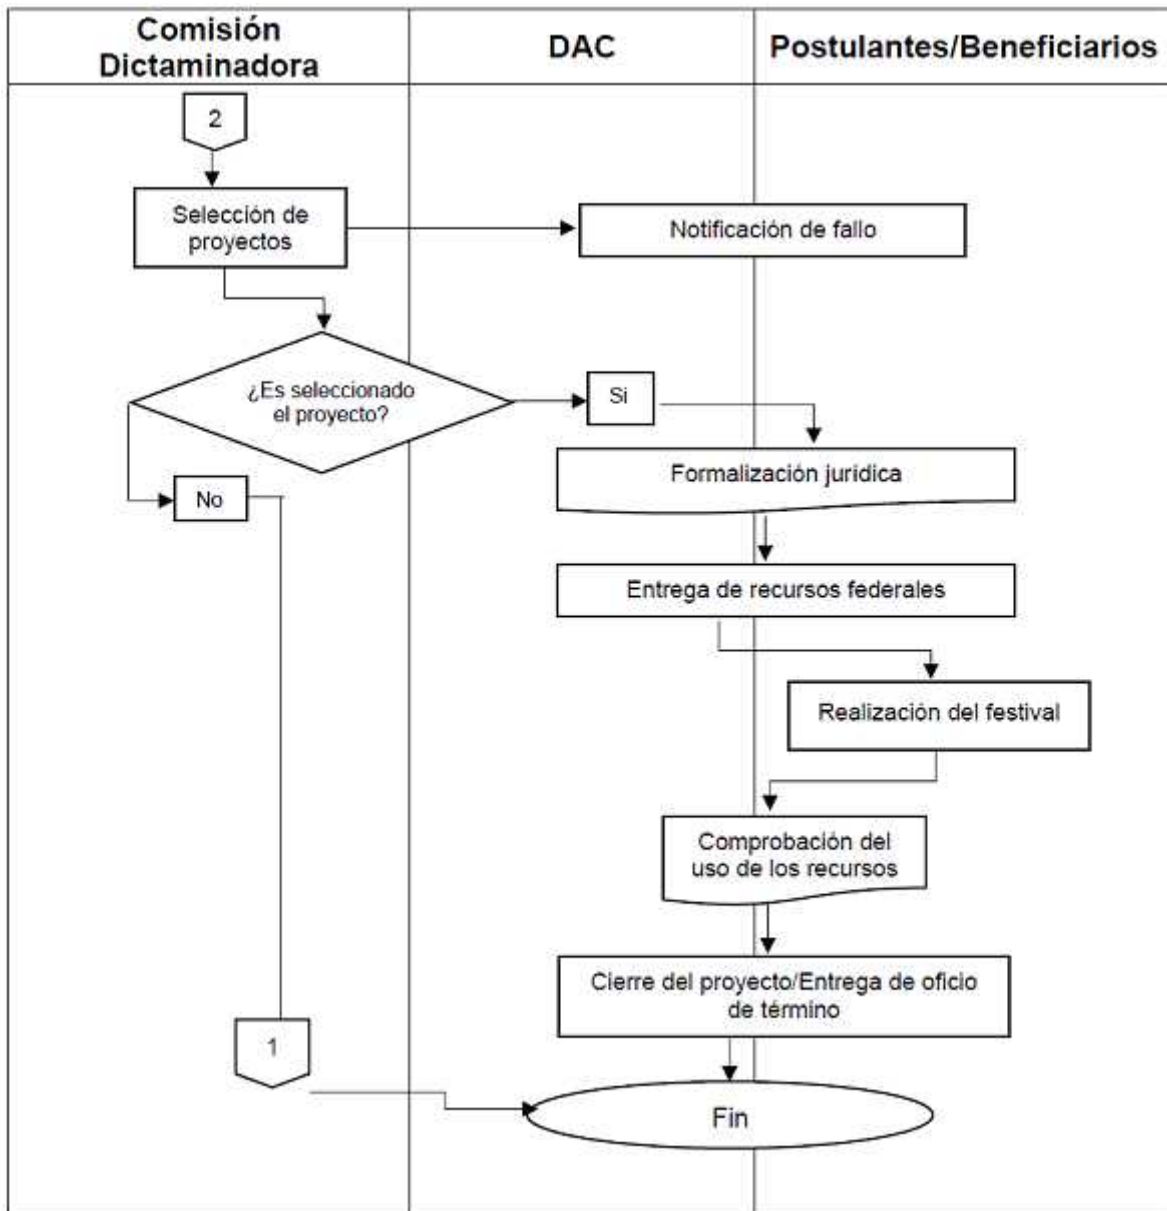 Comisión
Dictaminadora
DAC
Postulantes/Beneficiarios
2
Selección de
proyectos
Notificación de fallo
¿Es seleccionado
el proyecto?
Si
No
Formalización jurídica
Entrega de recursos federales
Realización del festival
Comprobación del
uso de los recursos
Cierre del proyecto/Entrega de oficio
de término
1
Fin